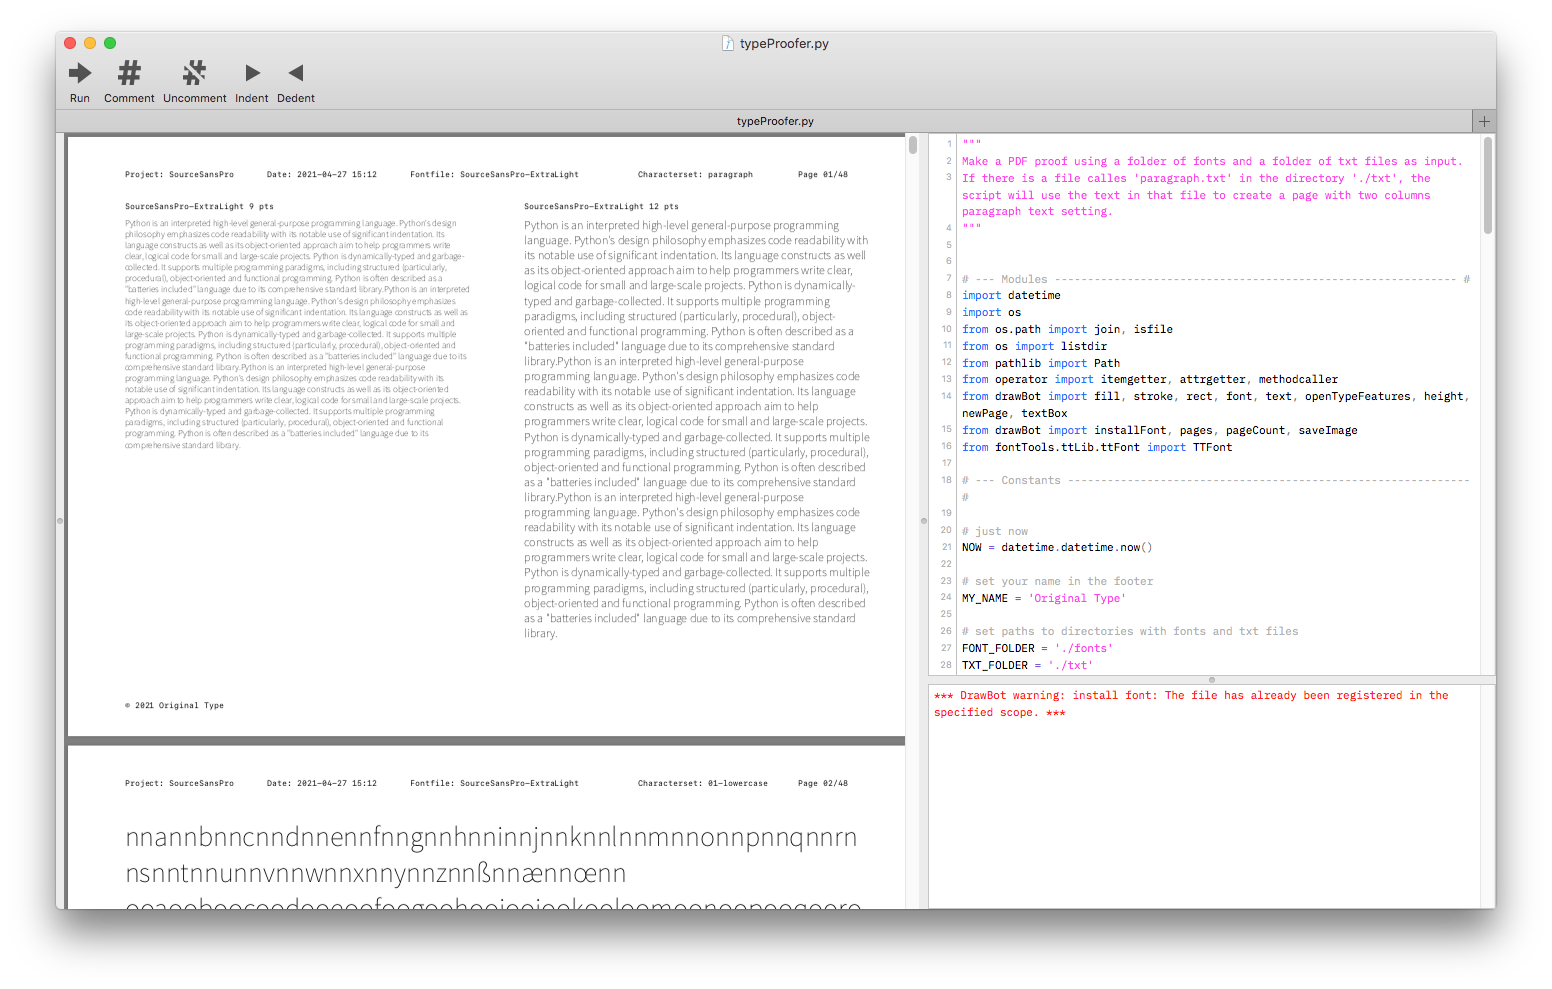 typeProofer.py
Run Comment Uncomment Indent Dedent
typeProofer.py
Project: SourceSansPro Date: 2021-04-27 15:12 Fontfile: SourceSansPro-ExtraLight Characterset: paragraph Page 01/48
SourceSansPro-ExtraLight 9 pts
Python is an interpreted high-level general-purpose programming language. Python's design
philosophy emphasizes code readability with its notable use of significant indentation. Its
language constructs as well as its object-oriented approach aim to help programmers write
clear, logical code for small and large-scale projects. Python is dynamically-typed and garbage-
collected. It supports multiple programming paradigms, including structured (particularly,
procedural), object-oriented and functional programming. Python is often described as a
"batteries included" language due to its comprehensive standard library.Python is an interpreted
high-level general-purpose programming language. Python's design philosophy emphasizes
code readability with its notable use of significant indentation. Its language constructs as well as
its object-oriented approach aim to help programmers write clear, logical code for small and
large-scale projects. Python is dynamically-typed and garbage-collected. It supports multiple
programming paradigms, including structured (particularly, procedural), object-oriented and
functional programming. Python is often described as a "batteries included" language due to its
comprehensive standard library.Python is an interpreted high-level general-purpose
programming language. Python's design philosophy emphasizes code readability with its
notable use of significant indentation. Its language constructs as well as its object-oriented
approach aim to help programmers write clear, logical code for small and large-scale projects.
Python is dynamically-typed and garbage-collected. It supports multiple programming
paradigms, including structured (particularly, procedural), object-oriented and functional
programming. Python is often described as a "batteries included" language due to its
comprehensive standard library.
SourceSansPro-ExtraLight 12 pts
Python is an interpreted high-level general-purpose programming
language. Python's design philosophy emphasizes code readability with
its notable use of significant indentation. Its language constructs as well
as its object-oriented approach aim to help programmers write clear,
logical code for small and large-scale projects. Python is dynamically-
typed and garbage-collected. It supports multiple programming
paradigms, including structured (particularly, procedural), object-
oriented and functional programming. Python is often described as a
"batteries included" language due to its comprehensive standard
library.Python is an interpreted high-level general-purpose
programming language. Python's design philosophy emphasizes code
readability with its notable use of significant indentation. Its language
constructs as well as its object-oriented approach aim to help
programmers write clear, logical code for small and large-scale projects.
Python is dynamically-typed and garbage-collected. It supports multiple
programming paradigms, including structured (particularly, procedural),
object-oriented and functional programming. Python is often described
as a "batteries included" language due to its comprehensive standard
library.Python is an interpreted high-level general-purpose
programming language. Python's design philosophy emphasizes code
readability with its notable use of significant indentation. Its language
constructs as well as its object-oriented approach aim to help
programmers write clear, logical code for small and large-scale projects.
Python is dynamically-typed and garbage-collected. It supports multiple
programming paradigms, including structured (particularly, procedural),
object-oriented and functional programming. Python is often described
as a "batteries included" language due to its comprehensive standard
library.
© 2021 Original Type
Project: SourceSansPro Date: 2021-04-27 15:12 Fontfile: SourceSansPro-ExtraLight Characterset: 01-lowercase Page 02/48
nnannbnncnndnnennfnngnnhnninnjnnknnlnnmnnonnpnnqnnrn
nsnntnnunnvnnwnnxnnynnznnßnnænnœnn
1 """
2 Make a PDF proof using a folder of fonts and a folder of txt files as input.
3 If there is a file calles 'paragraph.txt' in the directory './txt', the
script will use the text in that file to create a page with two columns
paragraph text setting.
4 """
5
6
7 # --- Modules ------------------------------------------------------------- #
8 import datetime
9 import os
10 from os.path import join, isfile
11 from os import listdir
12 from pathlib import Path
13 from operator import itemgetter, attrgetter, methodcaller
14 from drawBot import fill, stroke, rect, font, text, openTypeFeatures, height,
newPage, textBox
15 from drawBot import installFont, pages, pageCount, saveImage
16 from fontTools.ttLib.ttFont import TTFont
17
18 # --- Constants -------------------------------------------------------------
#
19
20 # just now
21 NOW = datetime.datetime.now()
22
23 # set your name in the footer
24 MY_NAME = 'Original Type'
25
26 # set paths to directories with fonts and txt files
27 FONT_FOLDER = './fonts'
28 TXT_FOLDER = './txt'
*** DrawBot warning: install font: The file has already been registered in the
specified scope. ***